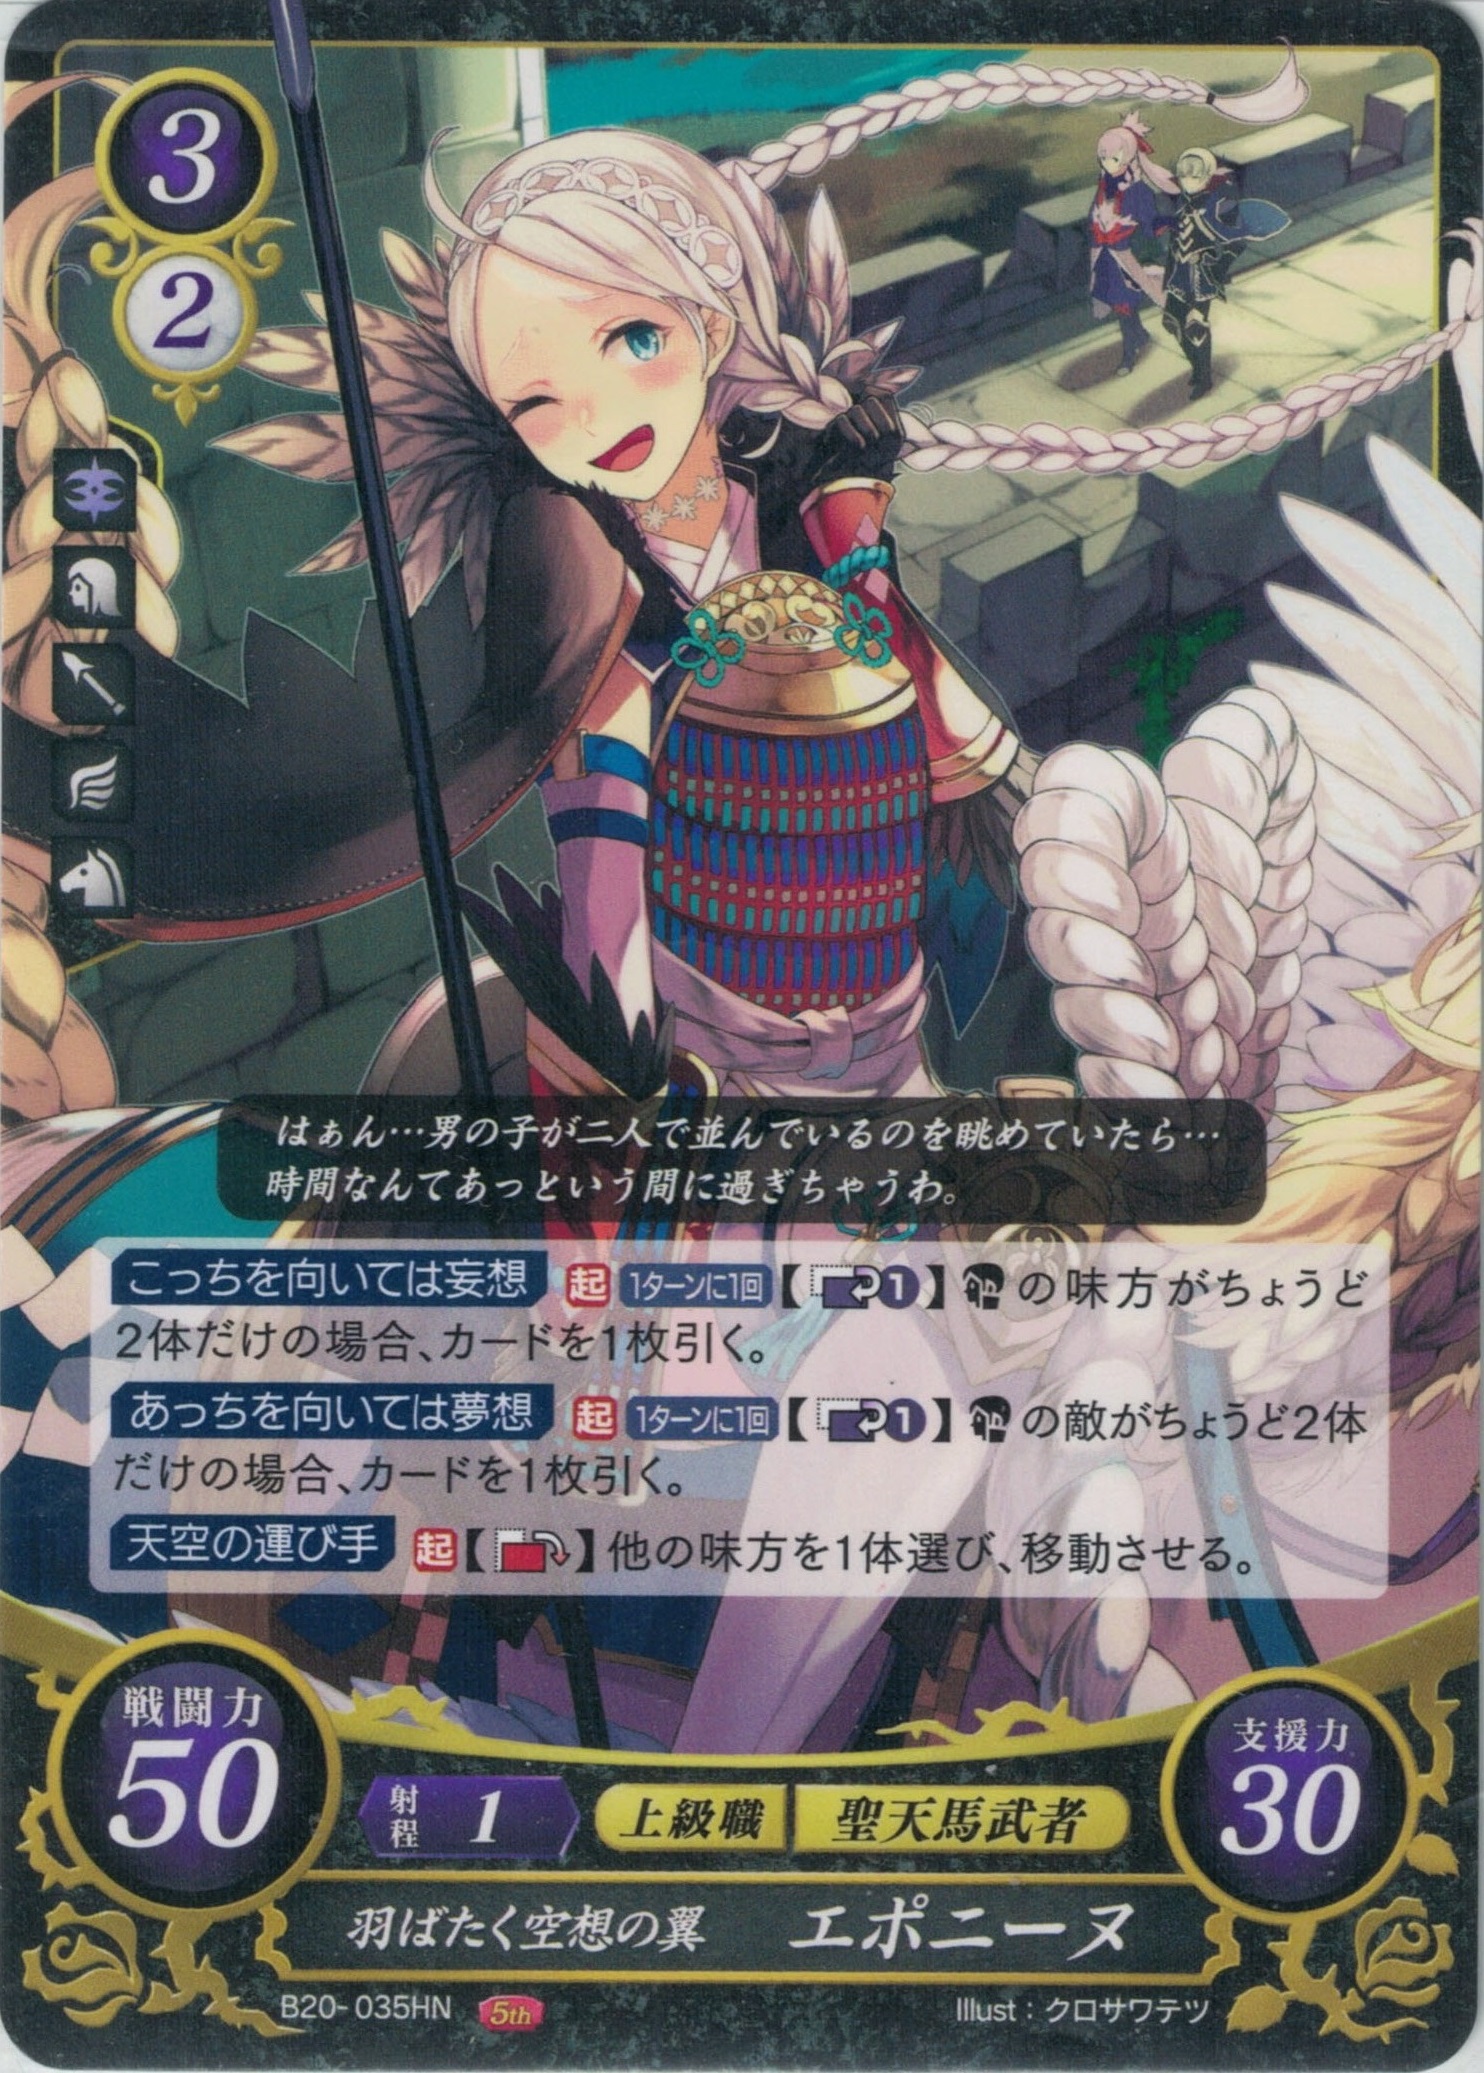 3
2
はぁん…男の子が二人で並んでいるのを眺めていたら…
時間なんてあっという間に過ぎちゃうわ。
こっちを向いては妄想 起 1ターンに1回【1】の味方がちょうど
2体だけの場合、カードを1枚引く。
あっちを向いては夢想 起 1ターンに1回【1】の敵がちょうど2体
だけの場合、カードを1枚引く。
天空の運び手 起【】他の味方を1体選び、移動させる。
戦闘力
50
射程 1
上級職 聖天馬武者
支援力
30
羽ばたく空想の翼 エポニーヌ
B20-035HN 5th Illust:クロサワテツ